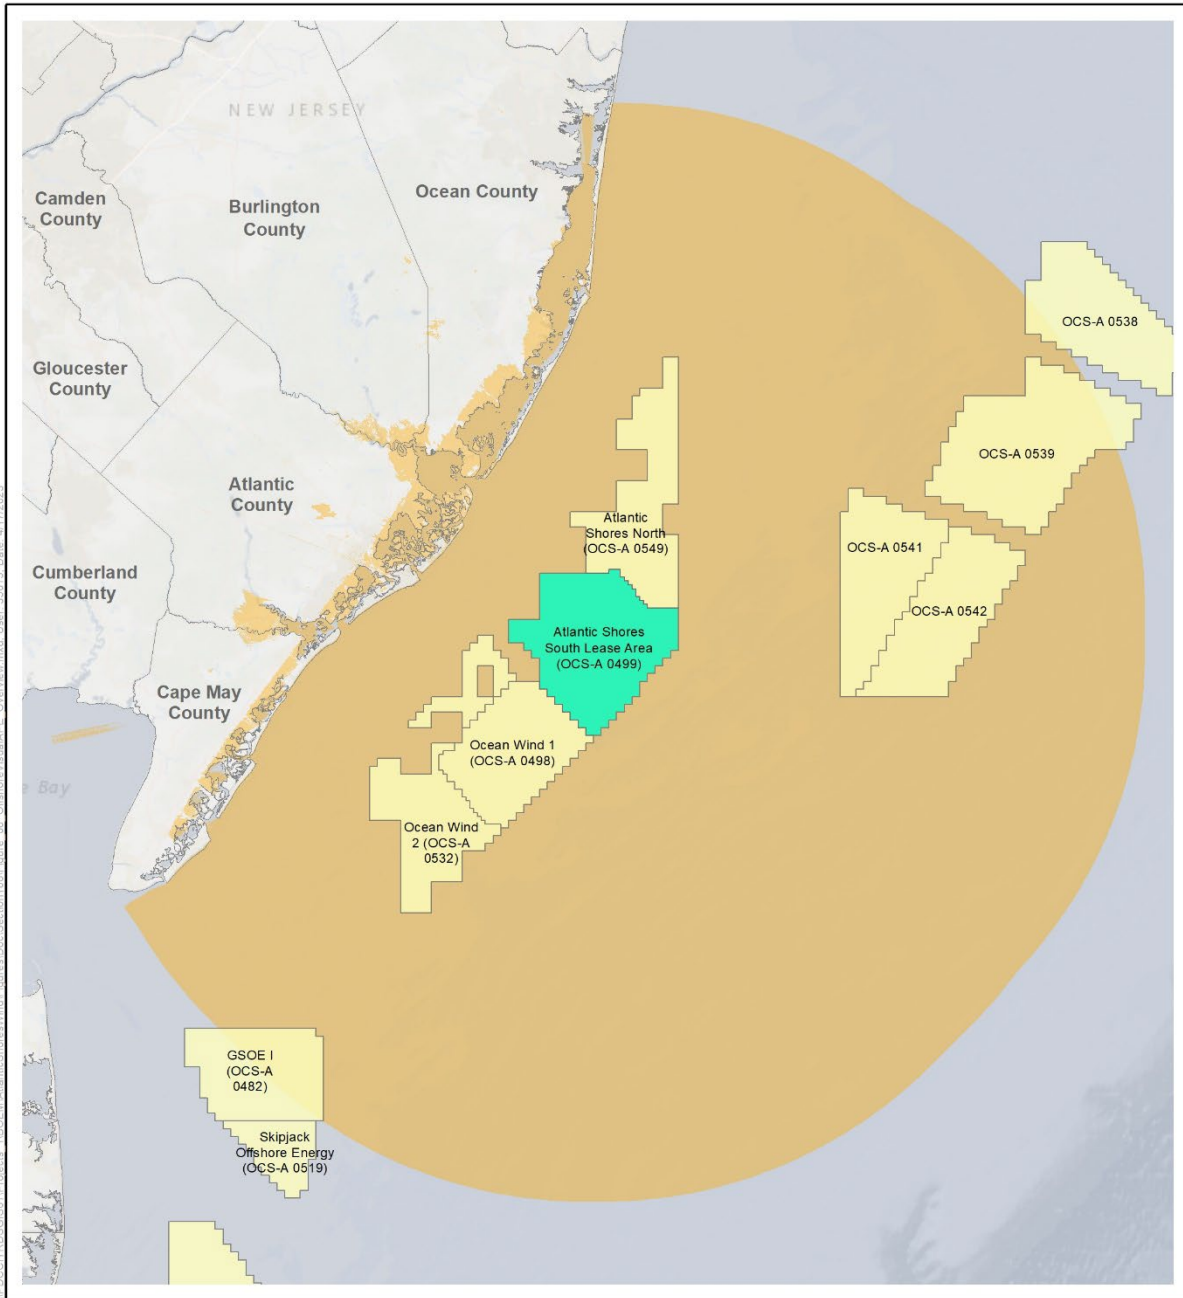 NEW JERSEY
Ocean County
Camden
County
Burlington
County
OCS-A 0538
Gloucester
County
OCS-A 0539
Atlantic
County
Atlantic
Shores North
(OCS-A 0549)
OCS-A 0541
Cumberland
County
OCS-A 0542
Atlantic Shores
South Lease Area
(OCS-A 0499)
Cape May
County
Ocean Wind 1
(OCS-A 0498)
Bay
Ocean Wind
2 (OCS-A
0532)
GSOE I
(OCS-A
0482)
Skipjack
Offshore Energy
(OCS-A 0519)